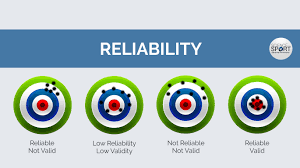 RELIABILITY
SPORT
Reliable
Not Valid
Low Reliability
Low Validity
Not Reliable
Not Valid
Reliable
Valid